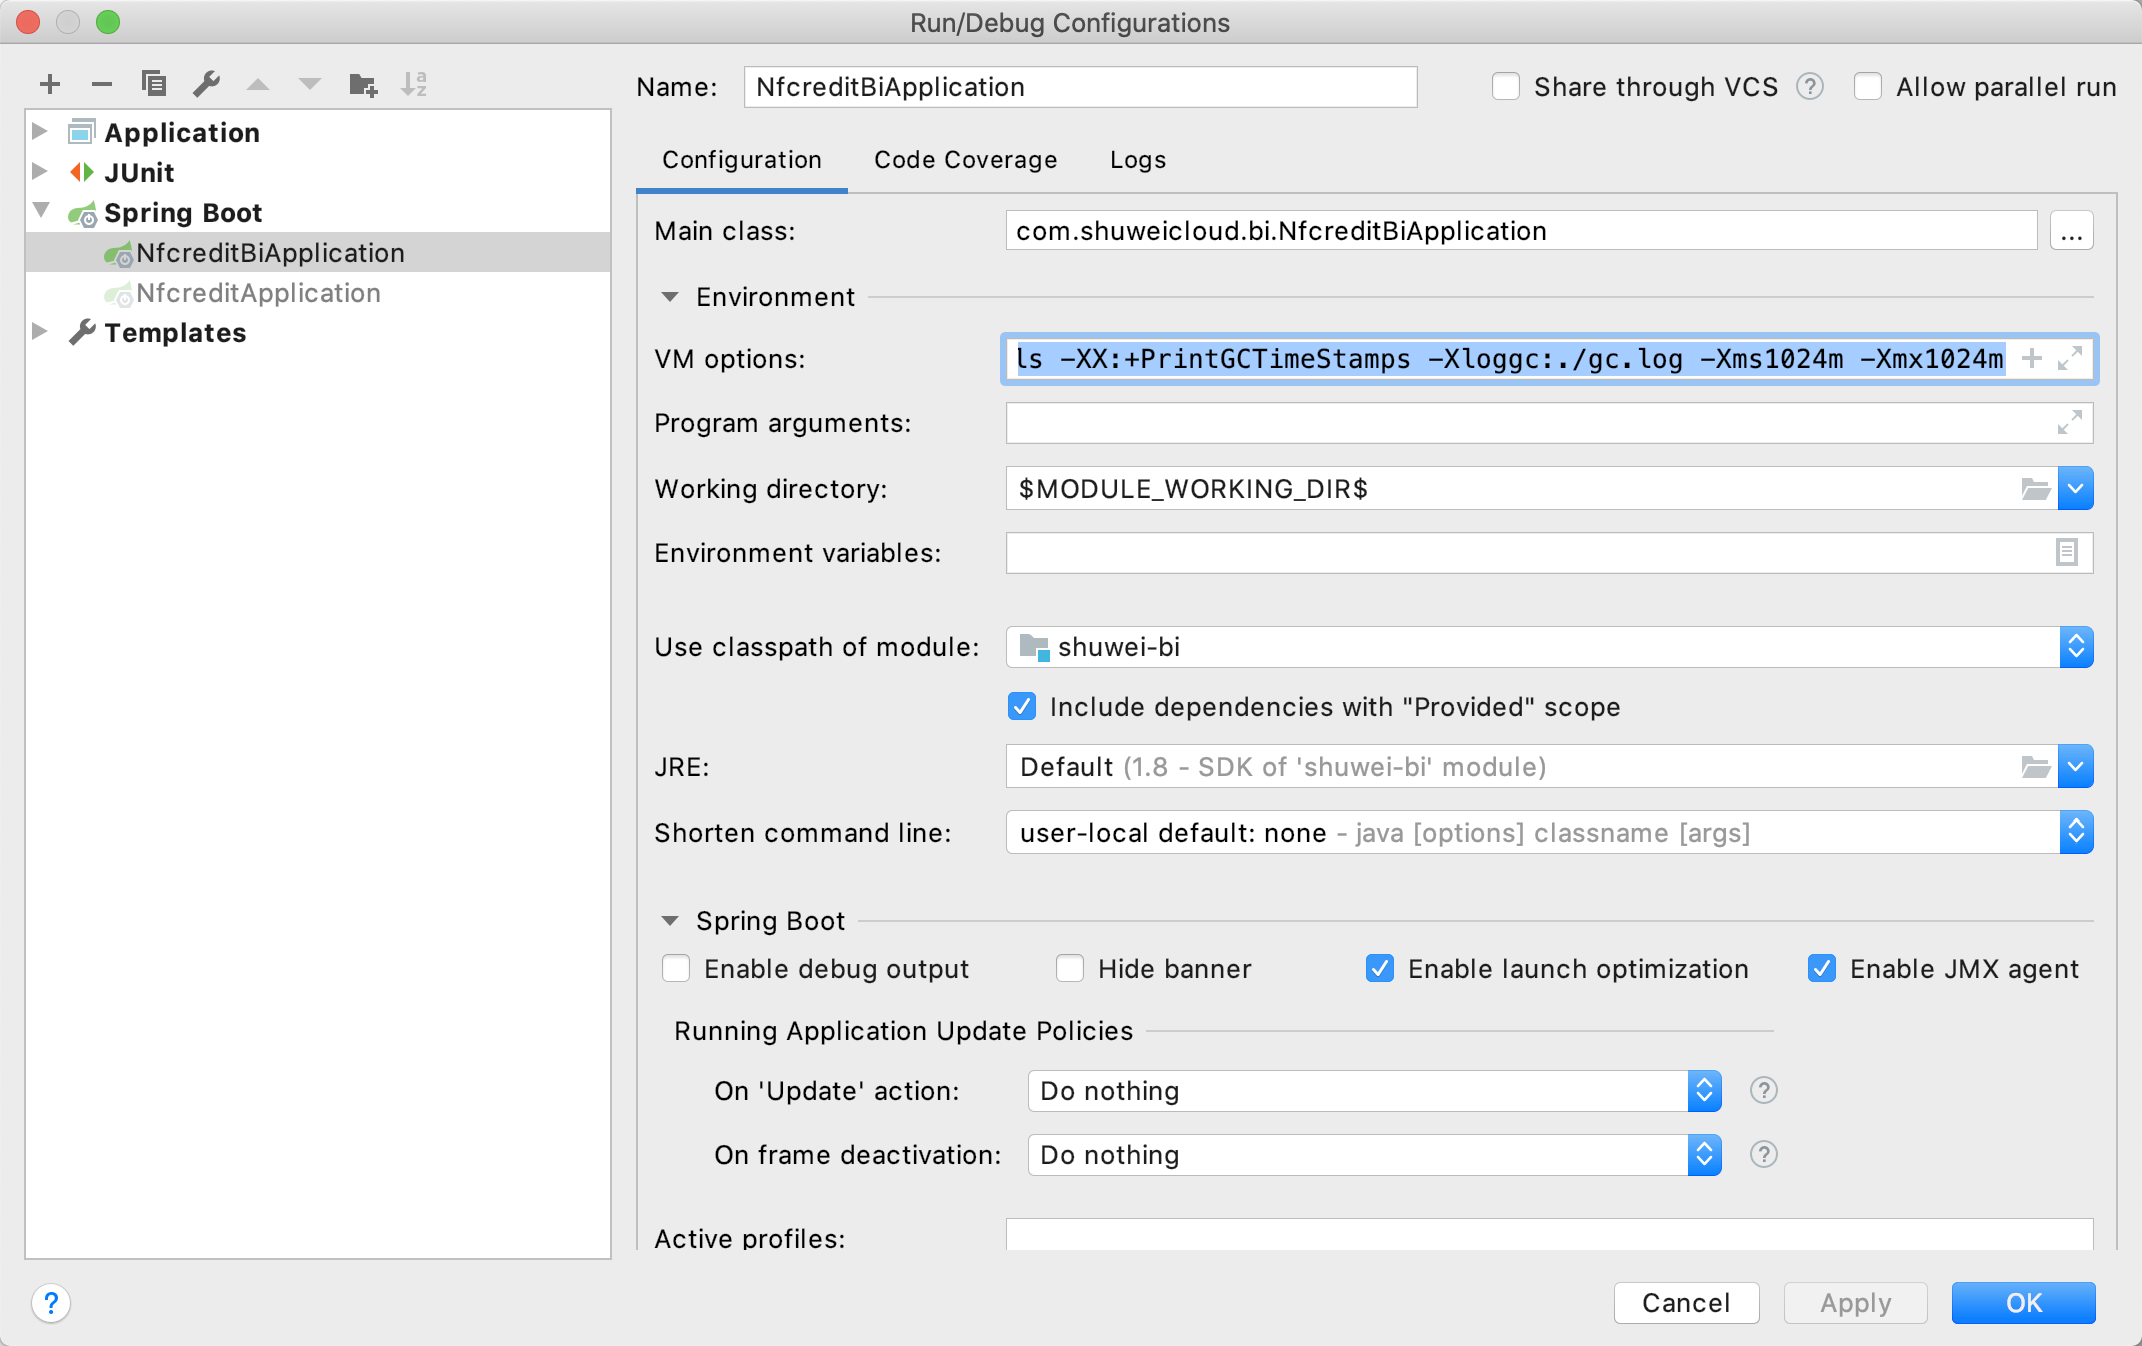 Run/Debug Configurations
Name: NfcreditBiApplication
Share through VCS ? Allow parallel run
Application
JUnit
Spring Boot
NfcreditBiApplication
NfcreditApplication
Templates
Configuration Code Coverage Logs
Main class: com.shuweicloud.bi.NfcreditBiApplication ...
Environment
VM options: ls -XX:+PrintGCTimeStamps -Xloggc:./gc.log -Xms1024m -Xmx1024m
Program arguments:
Working directory: $MODULE_WORKING_DIR$
Environment variables:
Use classpath of module: shuwei-bi
Include dependencies with "Provided" scope
JRE: Default (1.8 - SDK of 'shuwei-bi' module)
Shorten command line: user-local default: none - java [options] classname [args]
Spring Boot
Enable debug output Hide banner Enable launch optimization Enable JMX agent
Running Application Update Policies
On 'Update' action: Do nothing ?
On frame deactivation: Do nothing ?
Active profiles:
? Cancel Apply OK